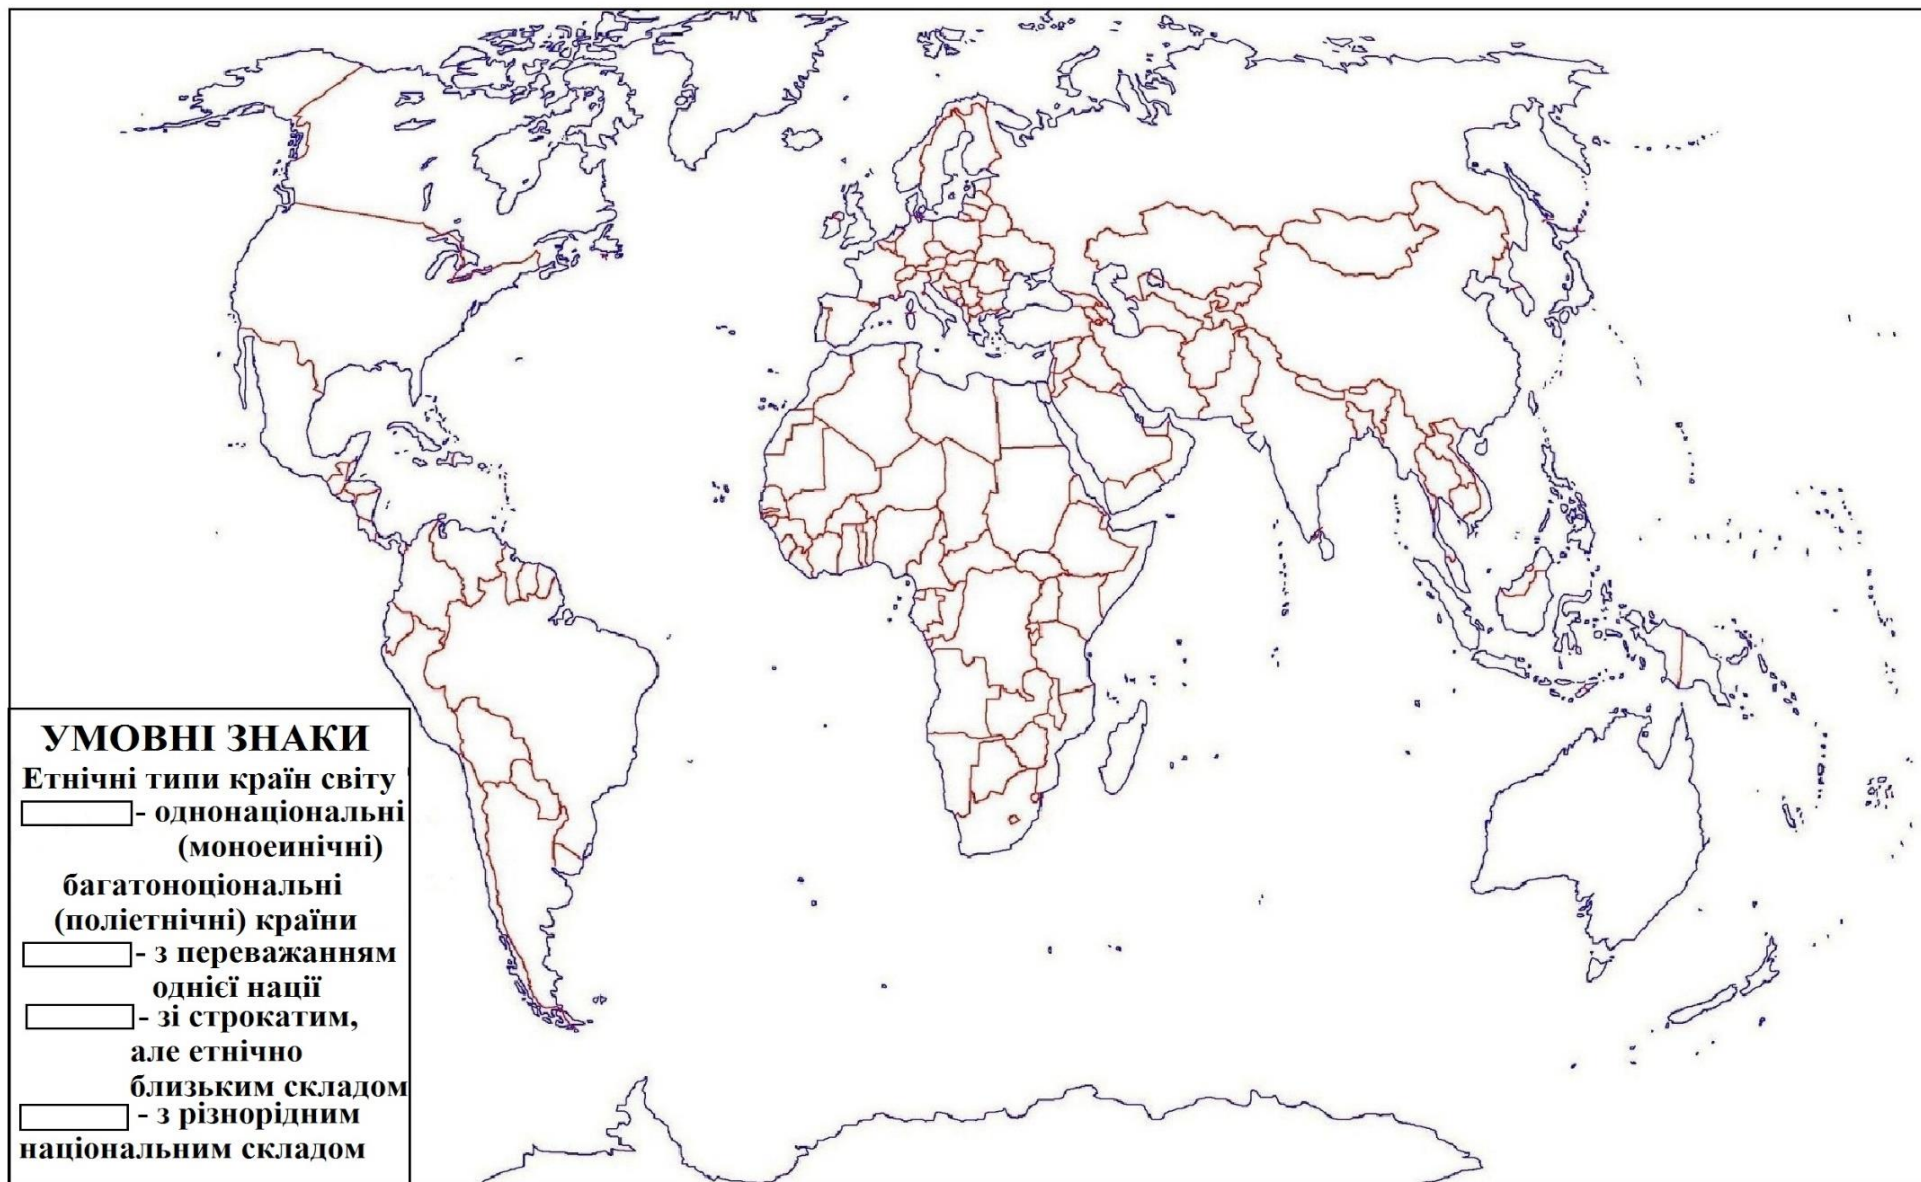 УМОВНІ ЗНАКИ
Етнічні типи країн світу
- однонаціональні
(моноеинічні)
багатоноціональні
(поліетнічні) країни
- з переважанням
однієї нації
- зі строкатим,
але етнічно
близьким складом
- з різнорідним
національним складом